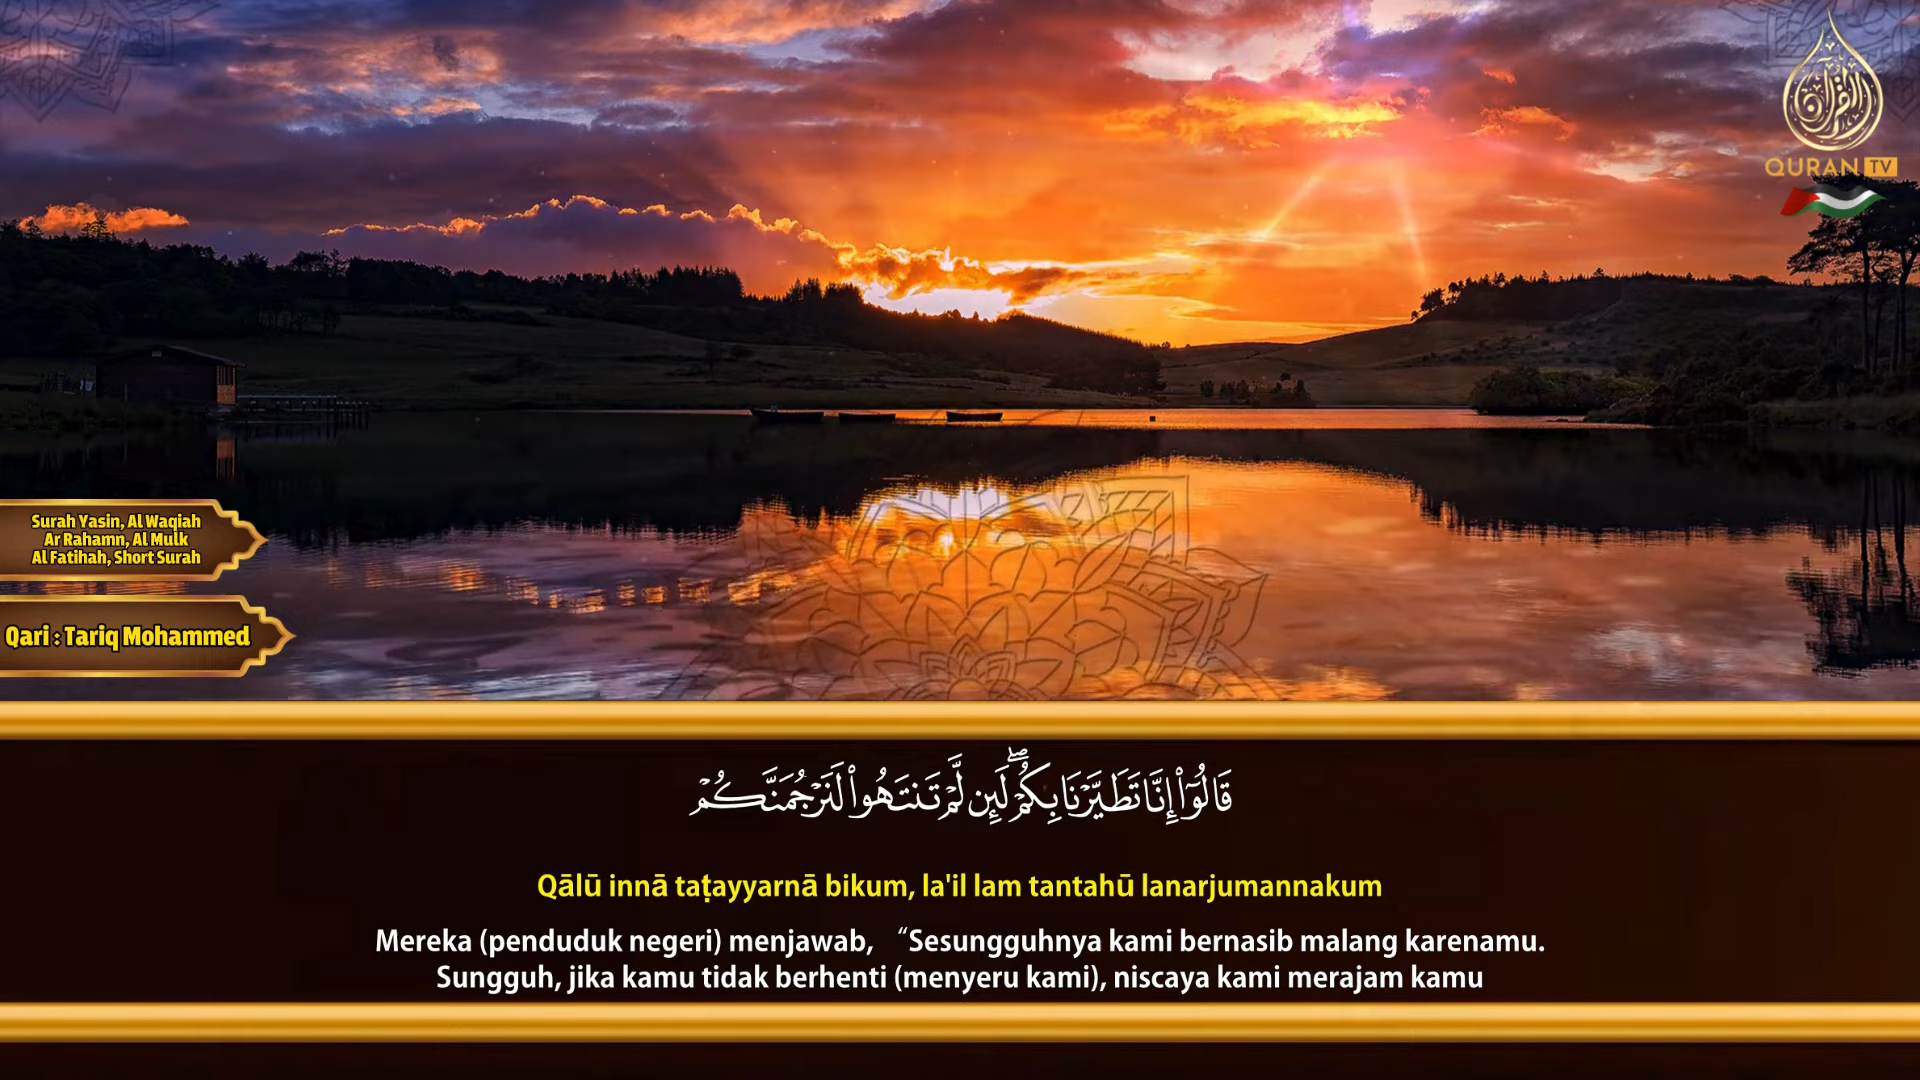 القرآن
QURAN TV
Surah Yasin, Al Waqiah
Ar Rahamn, Al Mulk
Al Fatihah, Short Surah
Qari : Tariq Mohammed
قَالُوٓا۟ إِنَّا تَطَيَّرْنَا بِكُمْ ۖ لَئِن لَّمْ تَنتَهُوا۟ لَنَرْجُمَنَّكُمْ
Qālū innā taṭayyarnā bikum, la'il lam tantahū lanarjumannakum
Mereka (penduduk negeri) menjawab, “Sesungguhnya kami bernasib malang karenamu.
Sungguh, jika kamu tidak berhenti (menyeru kami), niscaya kami merajam kamu